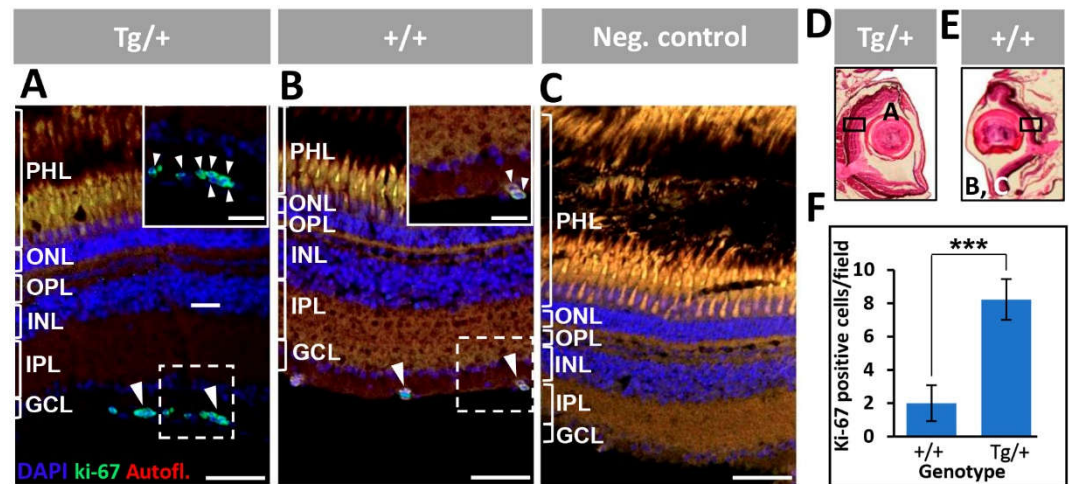 Tg/+
+/+
Neg. control
D
Tg/+
E
+/+
A
PHL
ONL
OPL
INL
IPL
GCL
DAPI ki-67 Autofl.
B
PHL
ONL
OPL
INL
IPL
GCL
C
PHL
ONL
OPL
INL
IPL
GCL
A
B, C
F
***
Ki-67 positive cells/field
10
8
6
4
2
0
+/+
Tg/+
Genotype